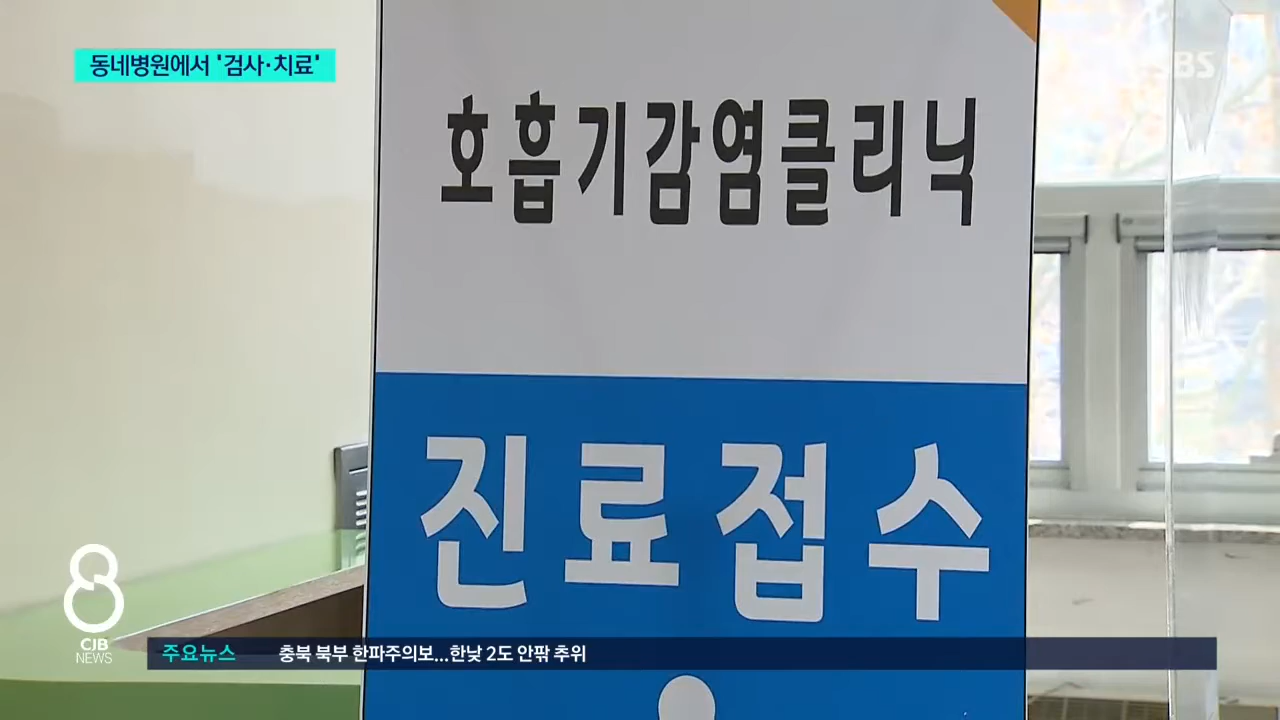 동네병원에서 '검사·치료'
SBS
호흡기감염클리닉
진료접수
8
CJB
NEWS
주요뉴스 충북 북부 한파주의보...한낮 2도 안팎 추위